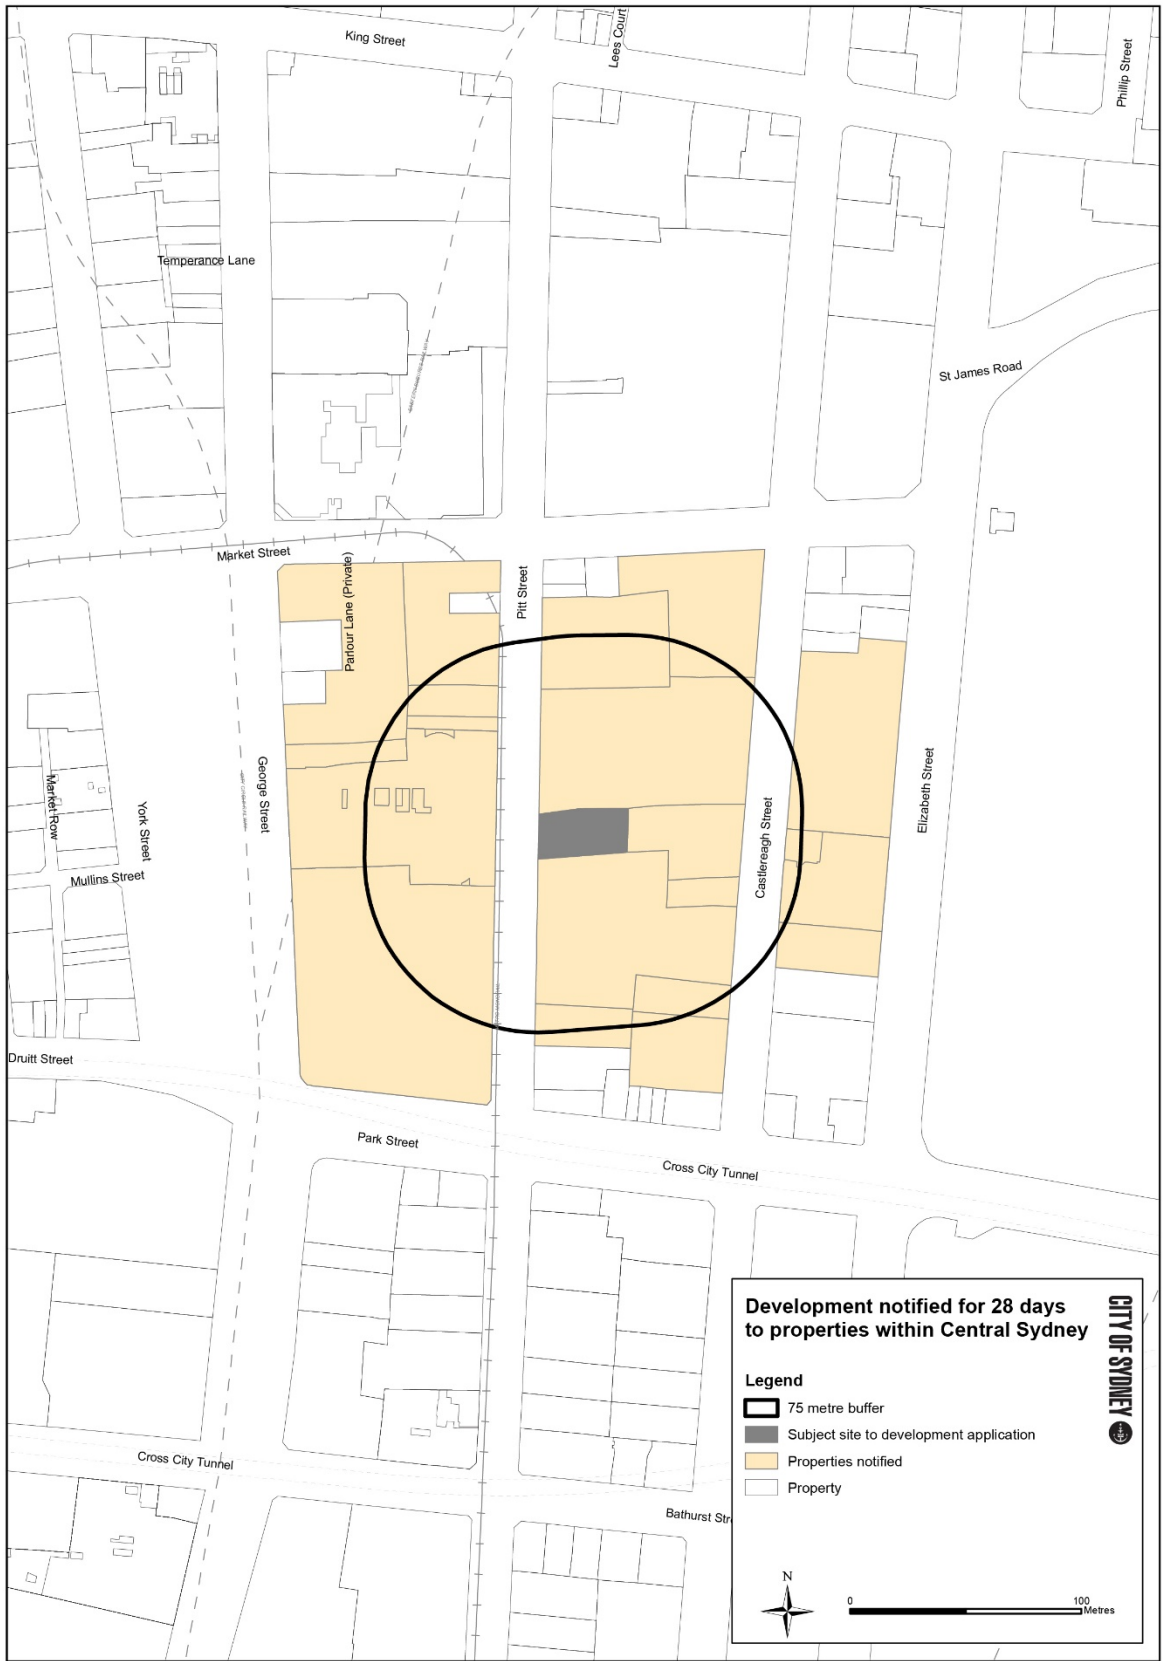 King Street
Lees Court
Phillip Street
Temperance Lane
St James Road
Market Street
Parlour Lane (Private)
Pitt Street
George Street
Market Row
York Street
Mullins Street
Castlereagh Street
Elizabeth Street
Druitt Street
Park Street
Cross City Tunnel
Cross City Tunnel
Bathurst Str
Development notified for 28 days
to properties within Central Sydney
Legend
75 metre buffer
Subject site to development application
Properties notified
Property
CITY OF SYDNEY
N
0
100
Metres